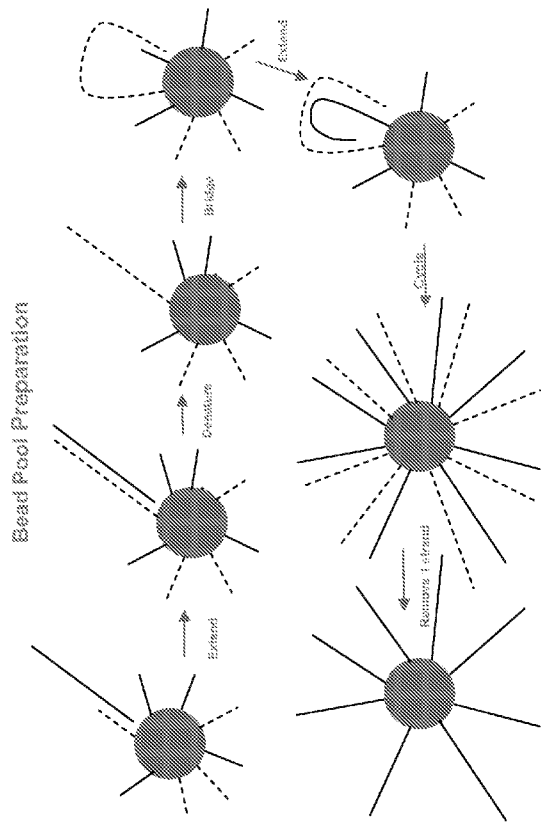 Bead Pool Preparation
Extend
Denature
Bridge
Extend
Cycle
Remove 1 strand